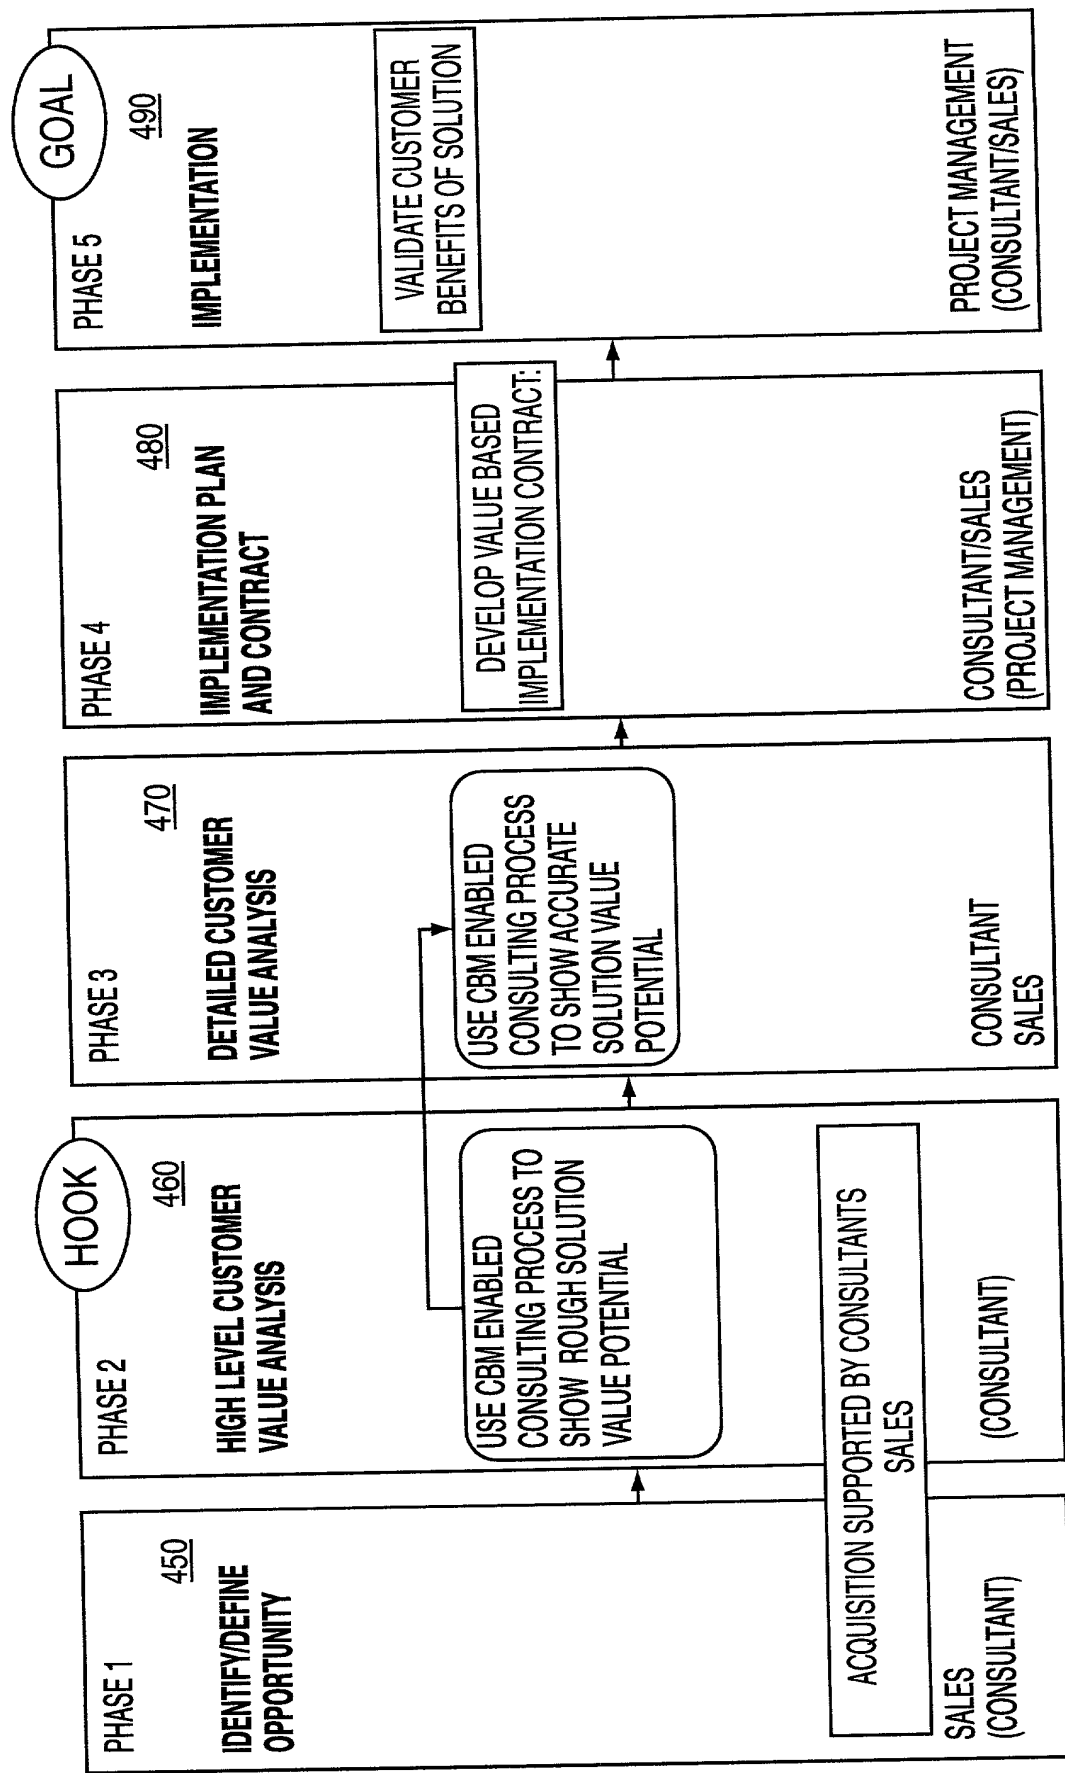 PHASE 1
450
IDENTIFY/DEFINE
OPPORTUNITY
SALES
(CONSULTANT)
HOOK
PHASE 2
460
HIGH LEVEL CUSTOMER
VALUE ANALYSIS
USE CBM ENABLED
CONSULTING PROCESS TO
SHOW ROUGH SOLUTION
VALUE POTENTIAL
ACQUISITION SUPPORTED BY CONSULTANTS
SALES
(CONSULTANT)
PHASE 3
470
DETAILED CUSTOMER
VALUE ANALYSIS
USE CBM ENABLED
CONSULTING PROCESS
TO SHOW ACCURATE
SOLUTION VALUE
POTENTIAL
CONSULTANT
SALES
PHASE 4
480
IMPLEMENTATION PLAN
AND CONTRACT
DEVELOP VALUE BASED
IMPLEMENTATION CONTRACT:
CONSULTANT/SALES
(PROJECT MANAGEMENT)
GOAL
PHASE 5
490
IMPLEMENTATION
VALIDATE CUSTOMER
BENEFITS OF SOLUTION
PROJECT MANAGEMENT
(CONSULTANT/SALES)